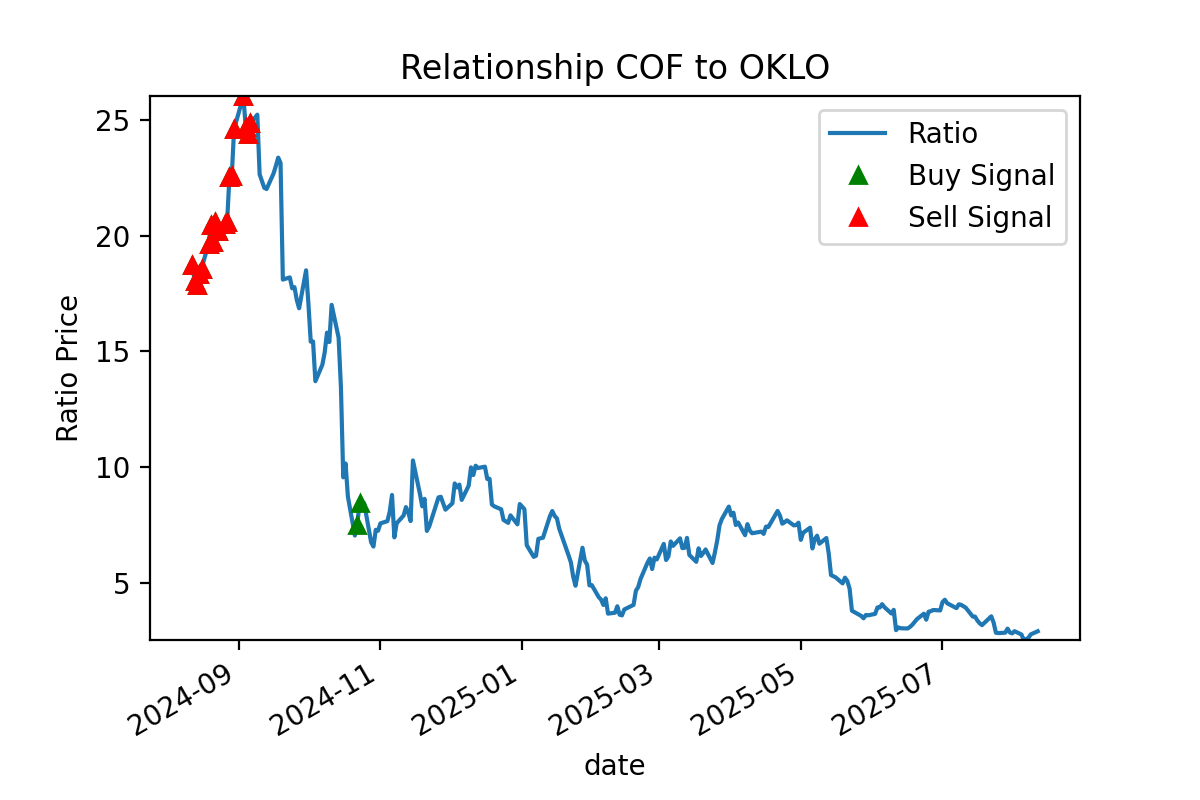 Relationship COF to OKLO
Ratio
Buy Signal
Sell Signal
Ratio Price
25
20
15
10
5
2024-09
2024-11
2025-01
2025-03
2025-05
2025-07
date